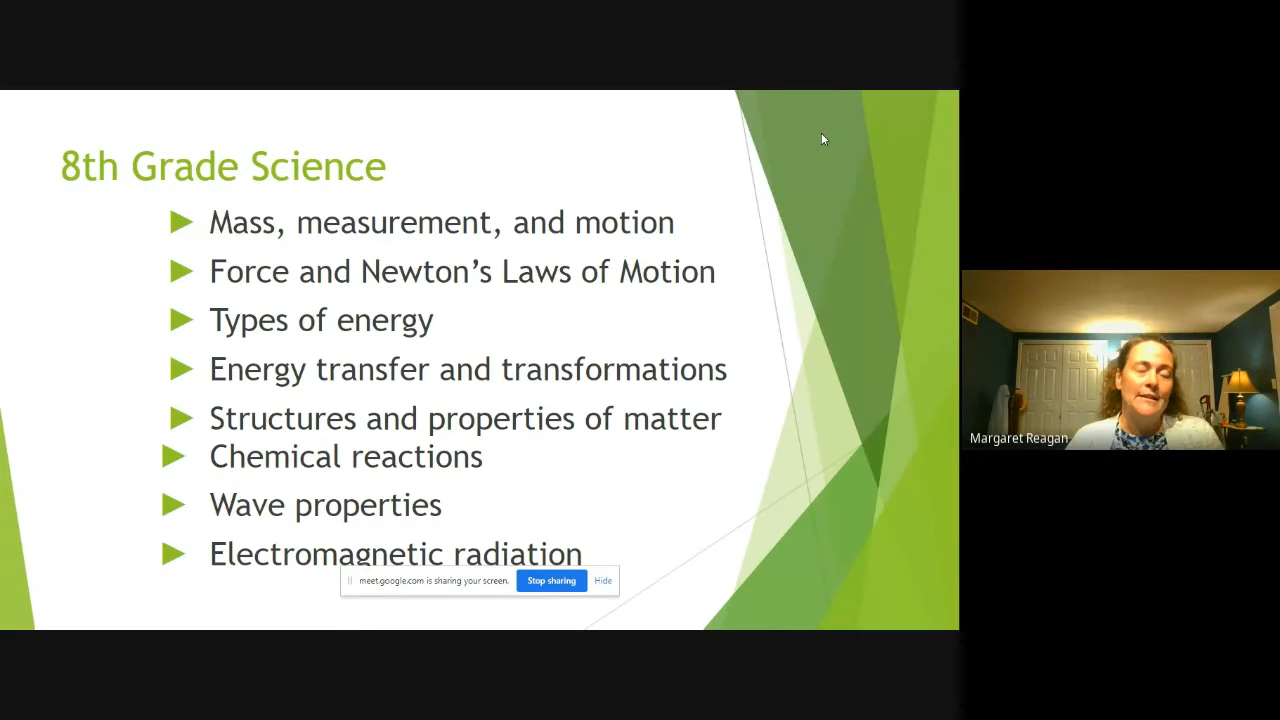 8th Grade Science
Mass, measurement, and motion
Force and Newton’s Laws of Motion
Types of energy
Energy transfer and transformations
Structures and properties of matter
Chemical reactions
Wave properties
Electromagnetic radiation
meet.google.com is sharing your screen. Stop sharing Hide
Margaret Reagan